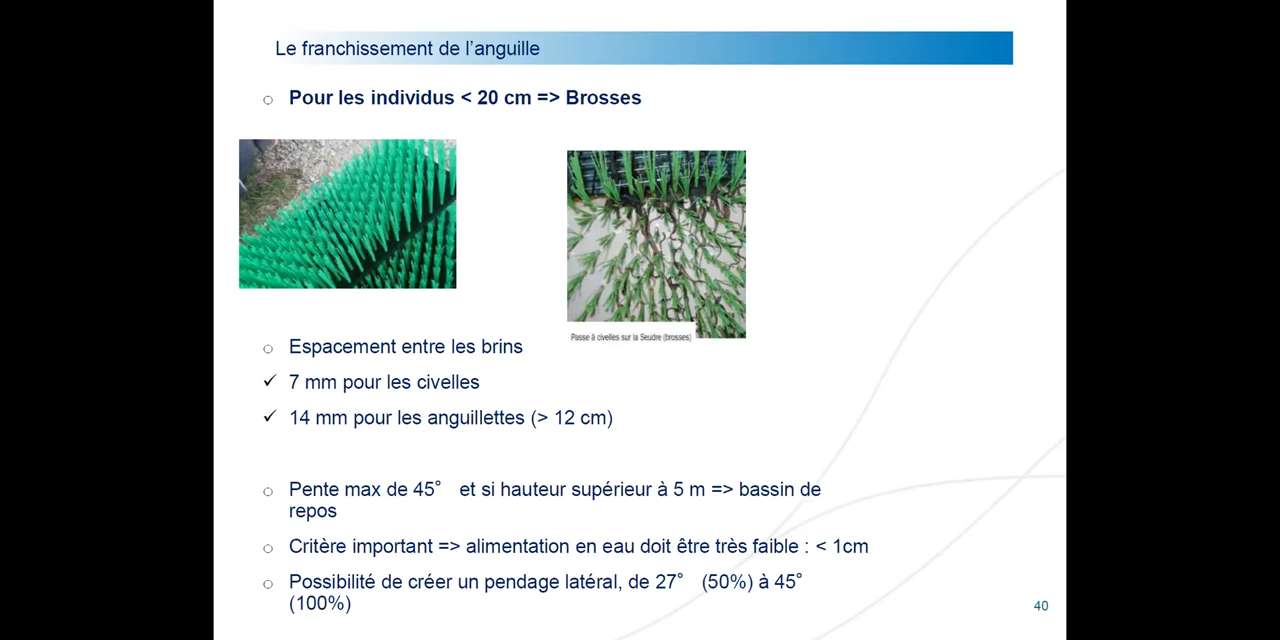 Le franchissement de l’anguille
Pour les individus < 20 cm => Brosses
Passe à civelles sur la Seudre (brosses)
Espacement entre les brins
7 mm pour les civelles
14 mm pour les anguillettes (> 12 cm)
Pente max de 45° et si hauteur supérieur à 5 m => bassin de
repos
Critère important => alimentation en eau doit être très faible : < 1cm
Possibilité de créer un pendage latéral, de 27° (50%) à 45°
(100%)
40